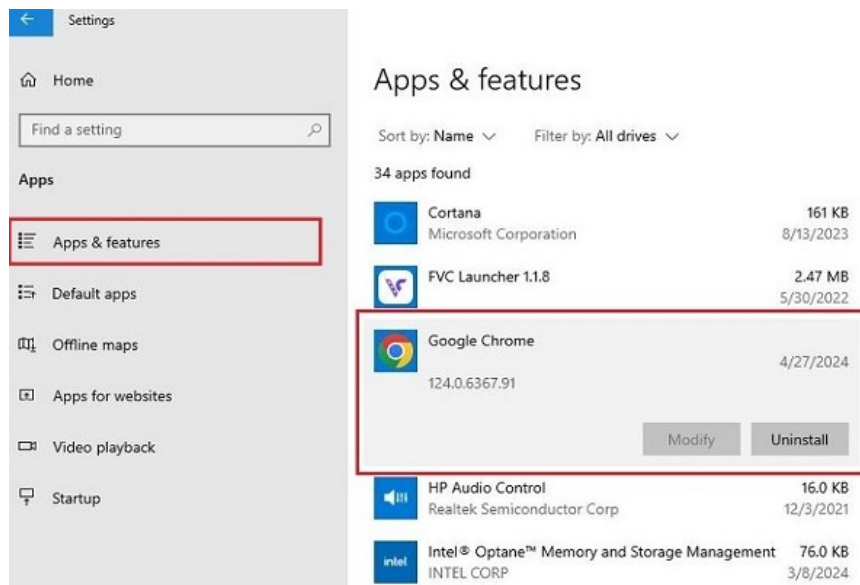 Settings
Home
Find a setting
Apps
Apps & features
Default apps
Offline maps
Apps for websites
Video playback
Startup
Apps & features
Sort by: Name Filter by: All drives
34 apps found
Cortana 161 KB
Microsoft Corporation 8/13/2023
FVC Launcher 1.1.8 2.47 MB
5/30/2022
Google Chrome
4/27/2024
124.0.6367.91
Modify Uninstall
HP Audio Control 16.0 KB
Realtek Semiconductor Corp 12/3/2021
intel
Intel® Optane™ Memory and Storage Management 76.0 KB
INTEL CORP 3/8/2024